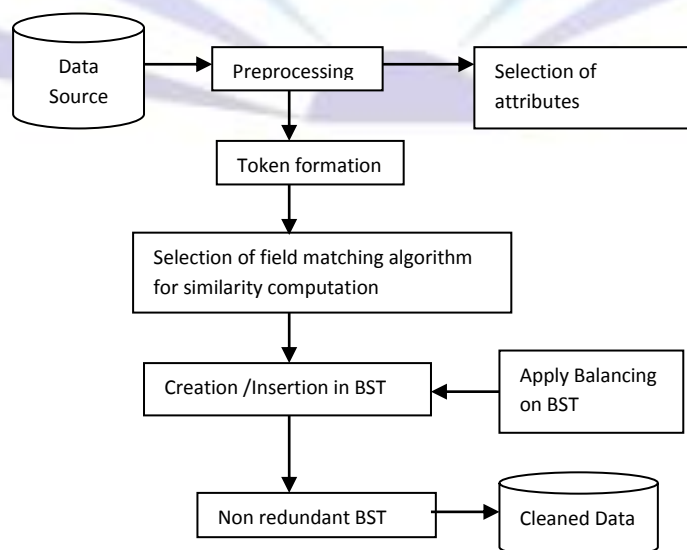 Data
Source
Preprocessing
Selection of
attributes
Token formation
Selection of field matching algorithm
for similarity computation
Creation /Insertion in BST
Apply Balancing
on BST
Non redundant BST
Cleaned Data